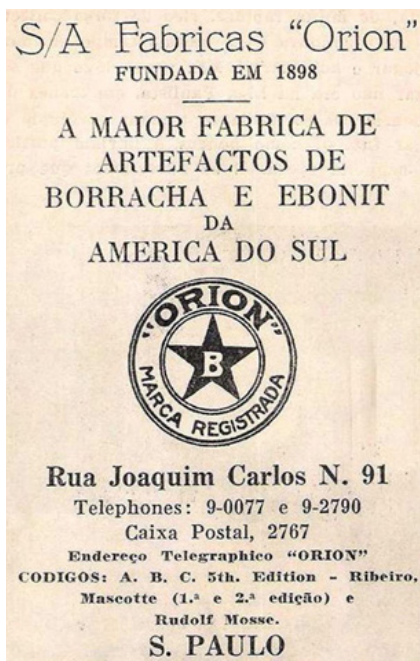 S/A Fabricas "Orion"
FUNDADA EM 1898
A MAIOR FABRICA DE
ARTEFACTOS DE
BORRACHA E EBONIT
DA
AMERICA DO SUL
"ORION"
B
MARCA REGISTRADA
Rua Joaquim Carlos N. 91
Telephones: 9-0077 e 9-2790
Caixa Postal, 2767
Endereço Telegraphico "ORION"
CODIGOS: A. B. C. 5th. Edition - Ribeiro,
Mascotte (1.ª e 2.ª edição) e
Rudolf Mosse.
S. PAULO